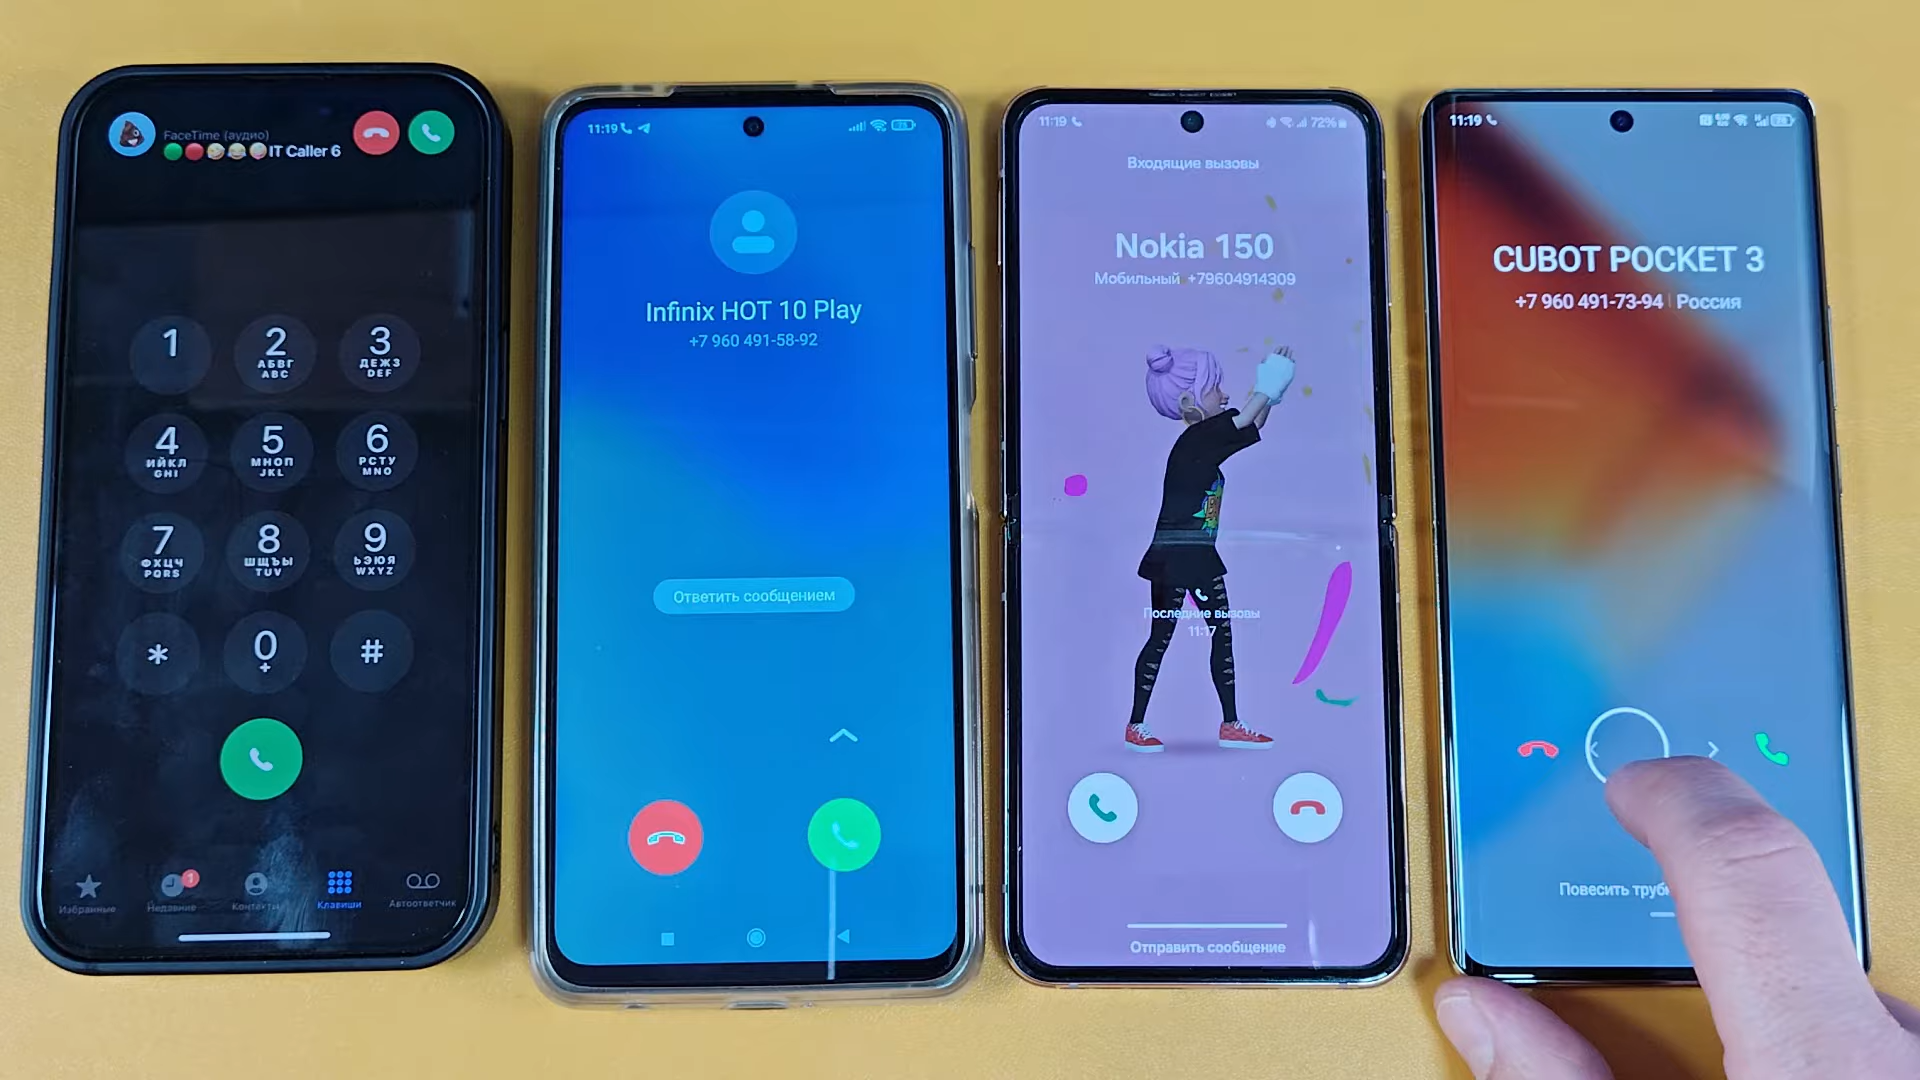 FaceTime (аудио)
IT Caller 6
1
2
АБВГ
ABC
3
ДЕЖЗ
DEF
4
ИЙКЛ
GHI
5
МНОП
JKL
6
РСТУ
MNO
7
ФХЦЧ
PQRS
8
ШЩЪЫ
TUV
9
ЬЭЮЯ
WXYZ
*
0
+
#
1
Избранные
Недавние
Контакты
Клавиши
Автоответчик
11:19
Infinix HOT 10 Play
+7 960 491-58-92
Ответить сообщением
11:19
72%
Входящие вызовы
Nokia 150
Мобильный +79604914309
Последние вызовы
11:17
Отправить сообщение
11:19
CUBOT POCKET 3
+7 960 491-73-94 | Россия
Повесить трубк